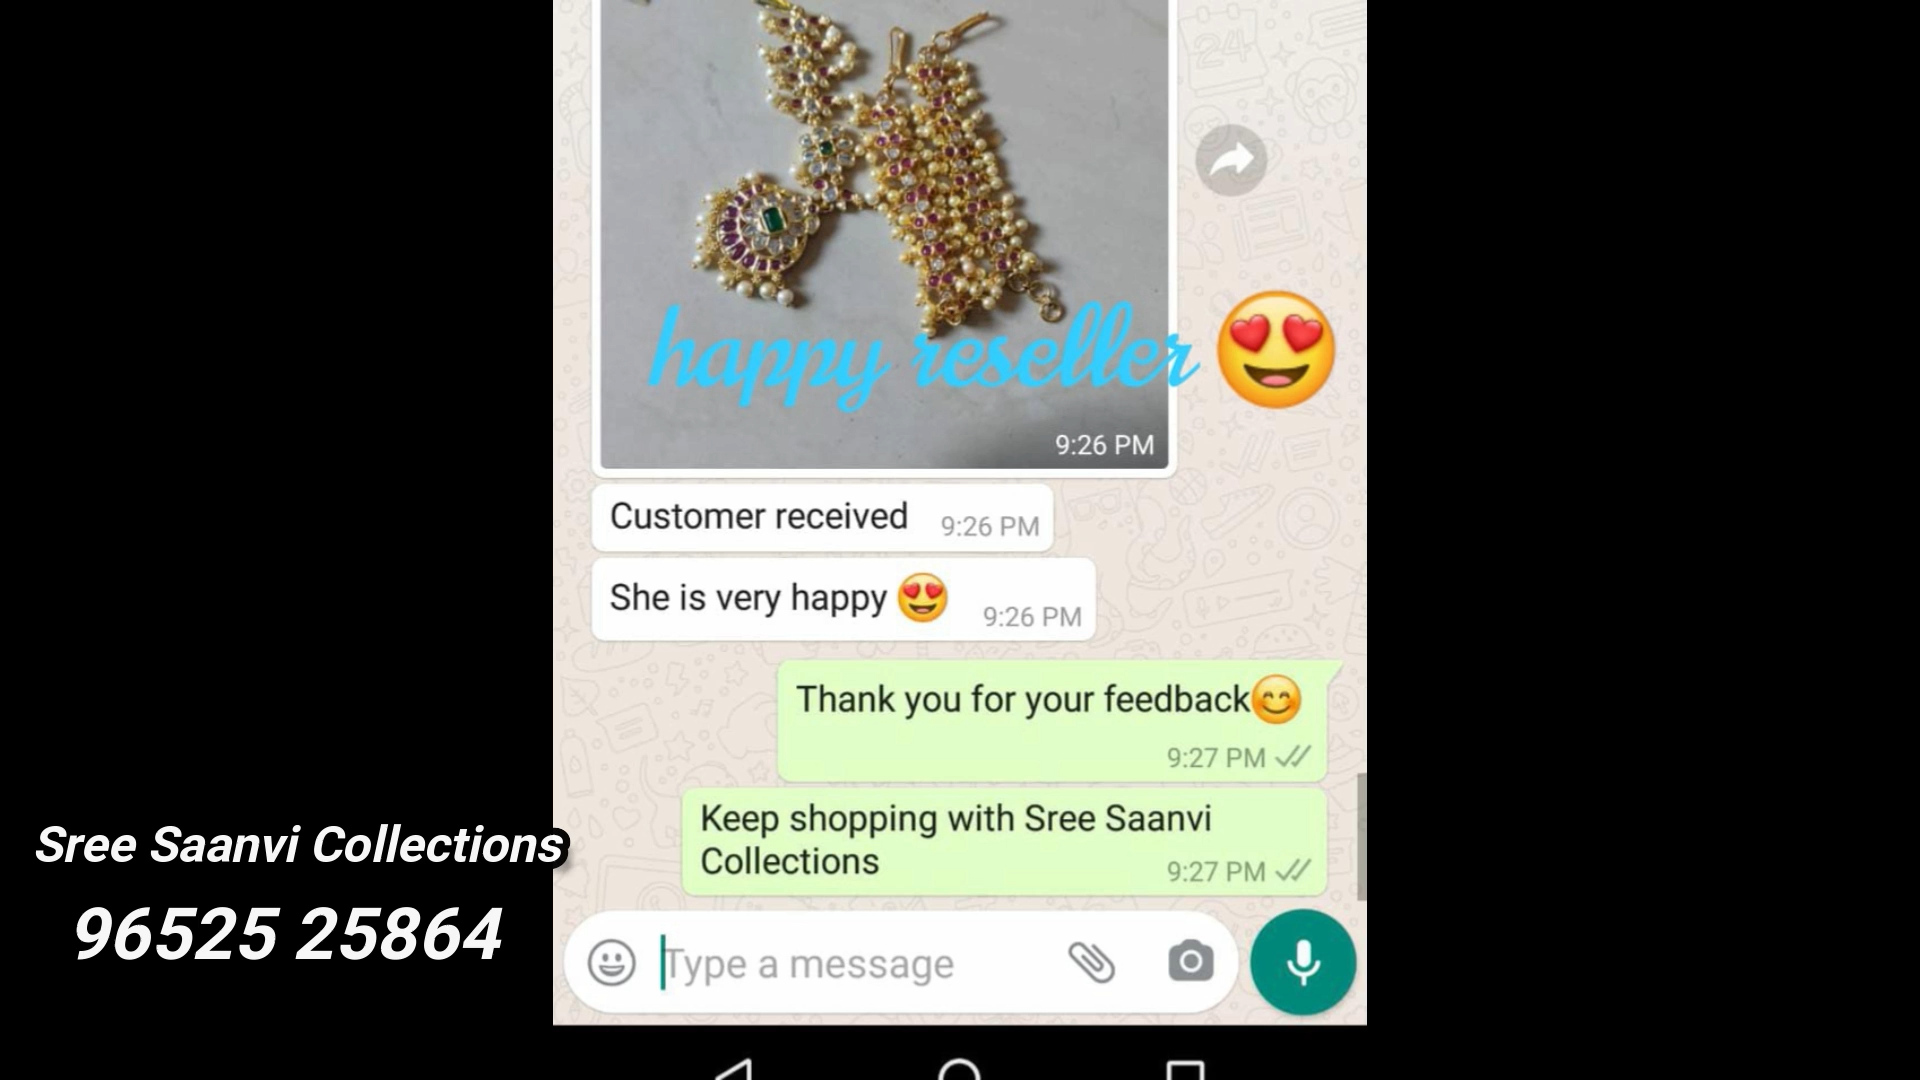 happy reseller 😍
9:26 PM
Customer received 9:26 PM
She is very happy 😍 9:26 PM
Thank you for your feedback😊
9:27 PM
Keep shopping with Sree Saanvi
Collections 9:27 PM
Sree Saanvi Collections
96525 25864
Type a message